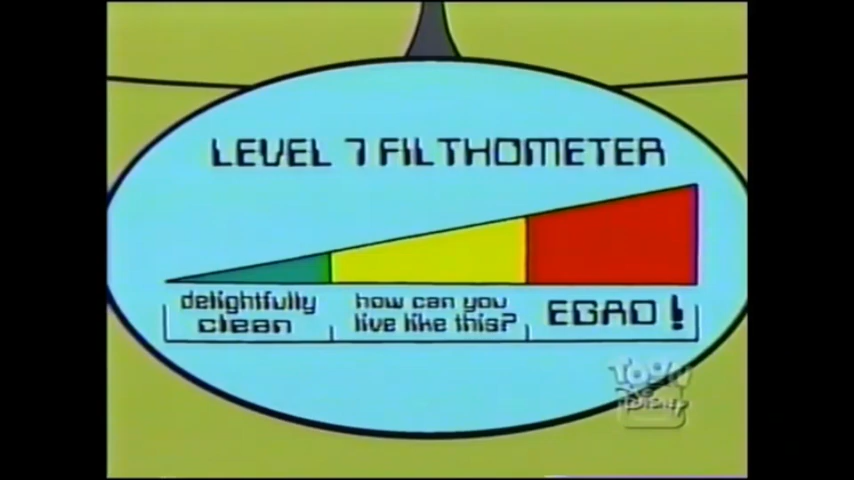 LEVEL 7 FILTHOMETER
delightfully
clean
how can you
live like this?
EGAD!
TOON
DISNEY